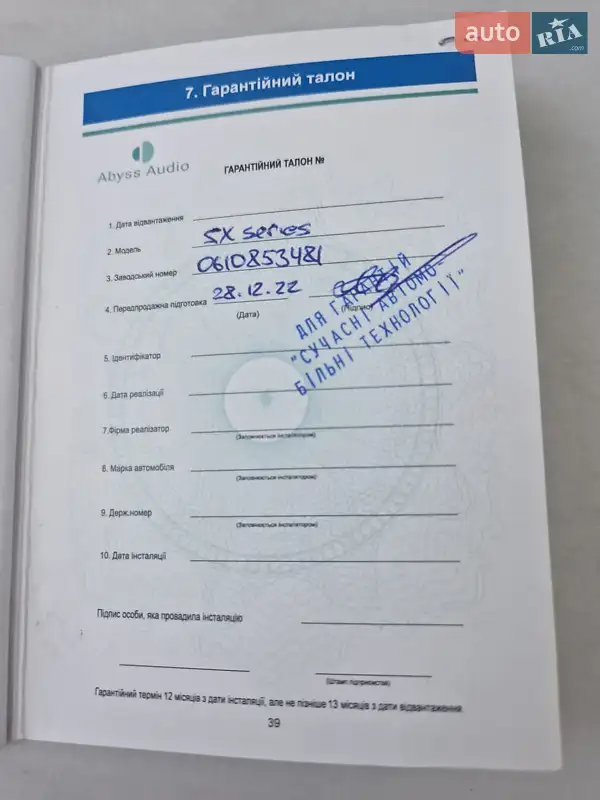 auto RIA .com
7. Гарантійний талон
Abyss Audio
ГАРАНТІЙНИЙ ТАЛОН №
1. Дата відвантаження
2. Модель SX series
3. Заводський номер 0610853481
4. Передпродажна підготовка 28.12.22
(Дата) (Підпис)
ДЛЯ ГАРАНТІЙ
"СУЧАСНІ АВТОМО-
БІЛЬНІ ТЕХНОЛОГІЇ"
5. Ідентифікатор
6. Дата реалізації
7.Фірма реалізатор
(Заповнюється інсталятором)
8. Марка автомобіля
(Заповнюється інсталятором)
9. Держ.номер
(Заповнюється інсталятором)
10. Дата інсталяції
Підпис особи, яка провадила інсталяцію
(Штамп підприємства)
Гарантійний термін 12 місяців з дати інсталяції, але не пізніше 13 місяців з дати відвантаження
39